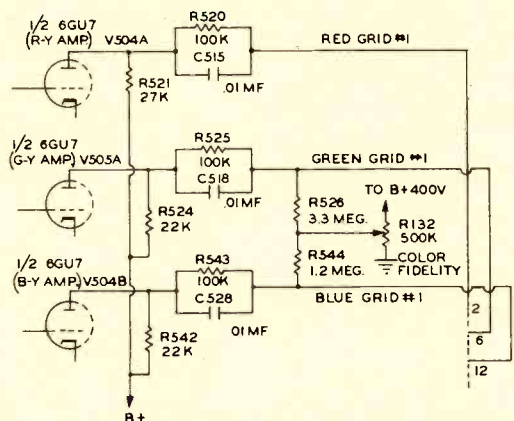 1/2 6GU7
(R-Y AMP) V504A
R520
100K
C515
.01MF
RED GRID #1
R521
27K
1/2 6GU7
(G-Y AMP) V505A
R525
100K
C518
.01MF
GREEN GRID #1
R524
22K
R526
3.3 MEG.
TO B+400V
R132
500K
COLOR
FIDELITY
R544
1.2 MEG.
1/2 6GU7
(B-Y AMP) V504B
R543
100K
C528
.01MF
BLUE GRID #1
R542
22K
2
6
12
B+